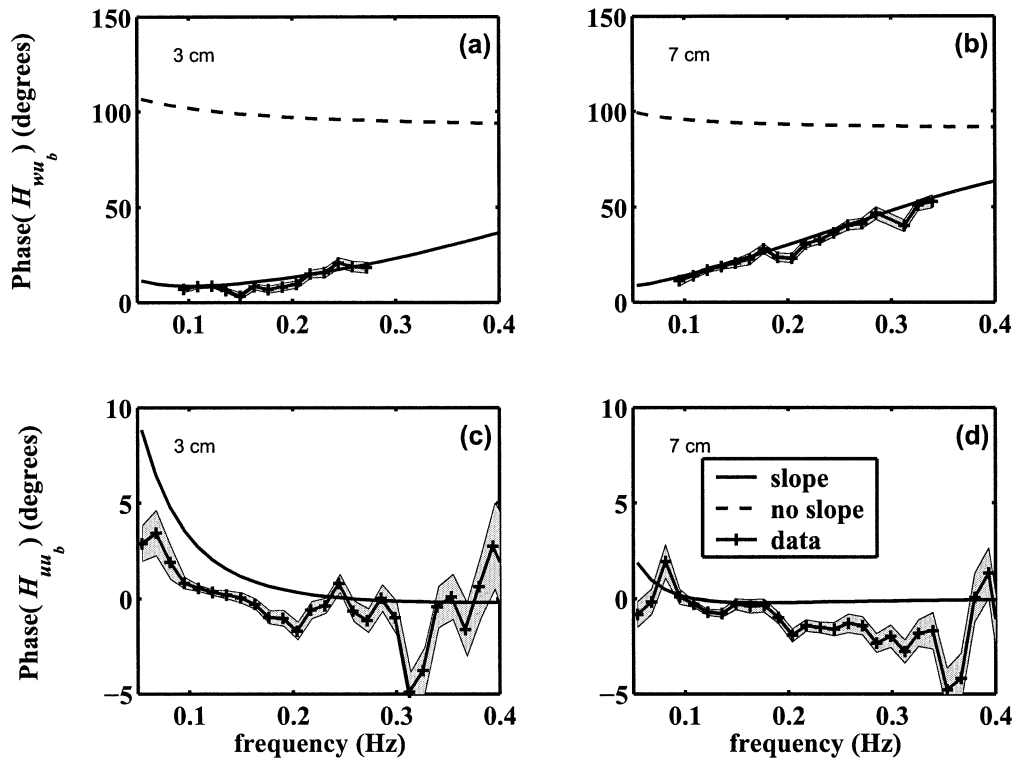 150
100
50
0
0.1
0.2
0.3
0.4
(a)
3 cm
Phase( H wu b ) (degrees)
150
100
50
0
0.1
0.2
0.3
0.4
(b)
7 cm
10
5
0
−5
0.1
0.2
0.3
0.4
(c)
3 cm
Phase( H uu b ) (degrees)
frequency (Hz)
10
5
0
−5
0.1
0.2
0.3
0.4
(d)
7 cm
slope
no slope
data
frequency (Hz)